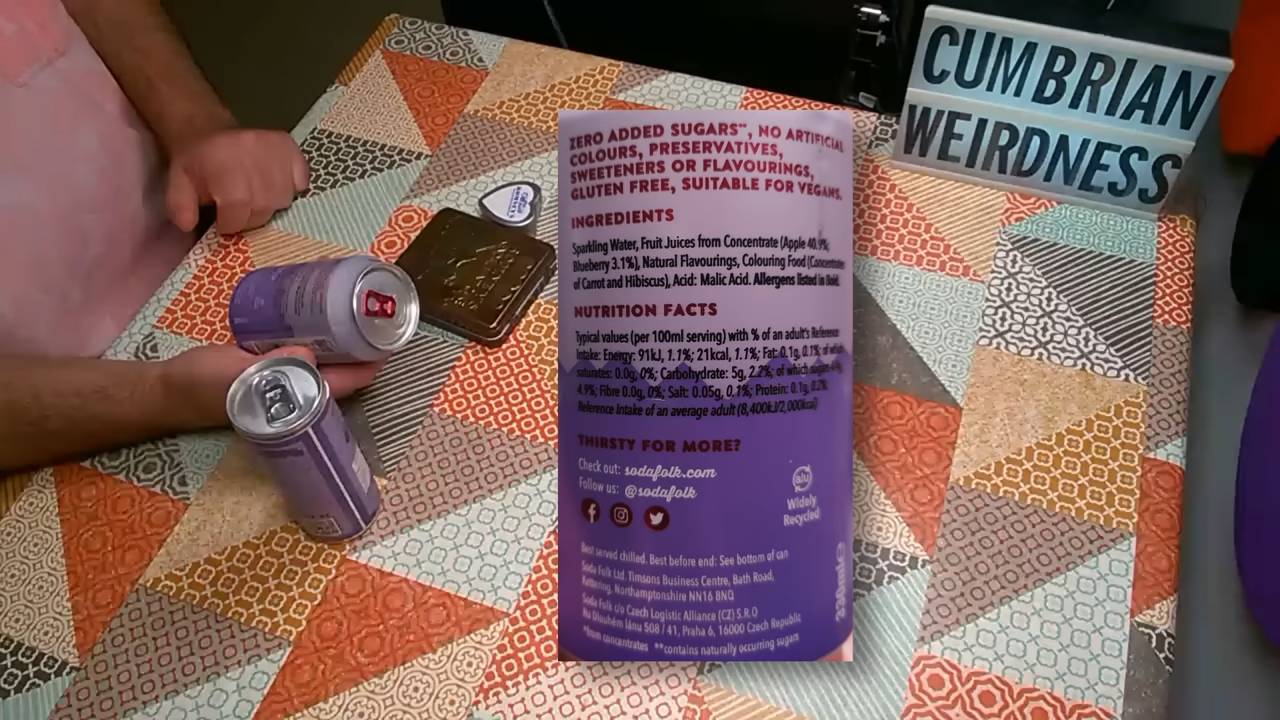 CUMBRIAN
WEIRDNESS
ZERO ADDED SUGARS**, NO ARTIFICIAL
COLOURS, PRESERVATIVES,
SWEETENERS OR FLAVOURINGS,
GLUTEN FREE, SUITABLE FOR VEGANS.
INGREDIENTS
Sparkling Water, Fruit Juices from Concentrate (Apple 40.9%,
Blueberry 3.1%), Natural Flavourings, Colouring Food (Concentrate
of Carrot and Hibiscus), Acid: Malic Acid. Allergens listed in Bold.
NUTRITION FACTS
Typical values (per 100ml serving) with % of an adult's Reference
Intake: Energy: 91kJ, 1.1%; 21kcal, 1.1%; Fat: 0.1g, 0.1%; of which
saturates: 0.0g, 0%; Carbohydrate: 5g, 2.2%; of which sugars
4.9%; Fibre 0.0g, 0%; Salt: 0.05g, 0.1%; Protein: 0.1g, 0.2%
Reference Intake of an average adult (8,400kJ/2,000kcal)
THIRSTY FOR MORE?
Check out: sodafolk.com
Follow us: @sodafolk
alu
Widely
Recycled
Best served chilled. Best before end: See bottom of can
Soda Folk Ltd. Timsons Business Centre, Bath Road,
Kettering, Northamptonshire NN16 8NQ
Soda Folk c/o Czech Logistic Alliance (CZ) S.R.O
Na Dlouhém lánu 508 / 41, Praha 6, 16000 Czech Republic
*from concentrates **contains naturally occurring sugars
330ml e